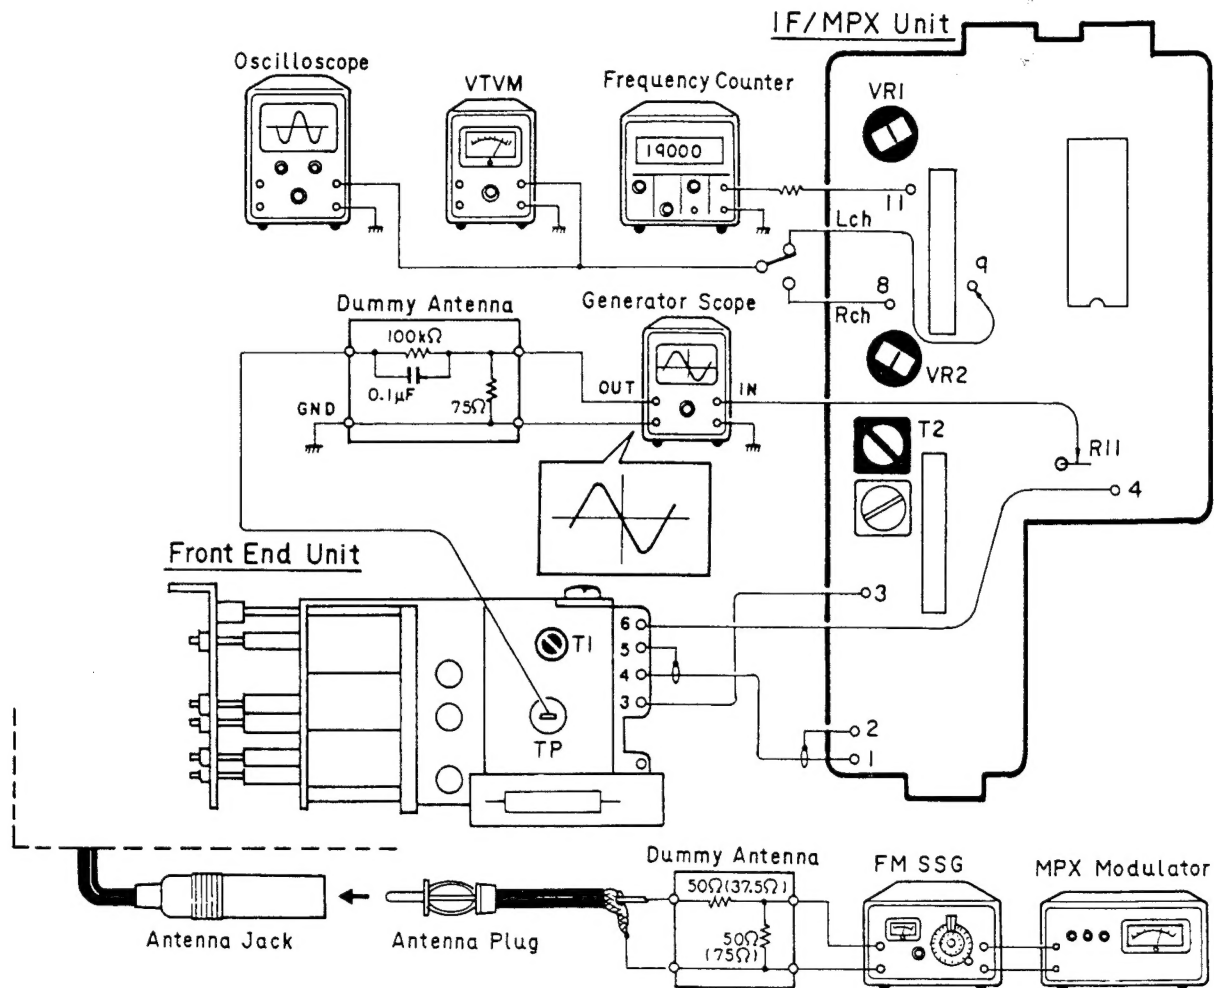 IF/MPX Unit
Oscilloscope
VTVM
Frequency Counter
VR1
19000
11
Lch
9
8
Rch
Dummy Antenna
Generator Scope
100kΩ
0.1μF
75Ω
GND
OUT
IN
VR2
T2
R11
4
Front End Unit
3
6
5
4
3
T1
TP
2
1
Dummy Antenna
FM SSG
MPX Modulator
50Ω(37.5Ω)
50Ω
(75Ω)
Antenna Jack
Antenna Plug